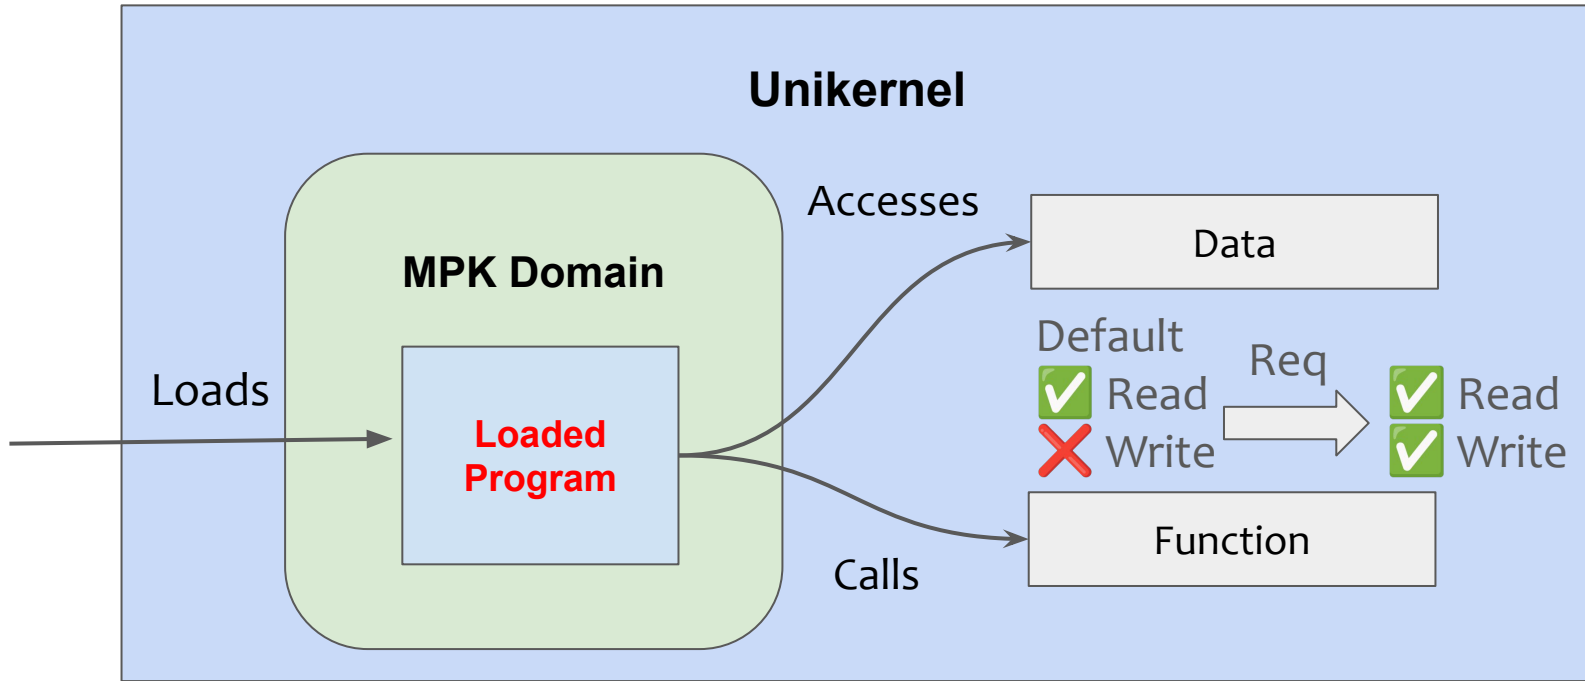 Unikernel
Accesses
Data
MPK Domain
Loads
Loaded
Program
Default
Read
Write
Req
Read
Write
Calls
Function